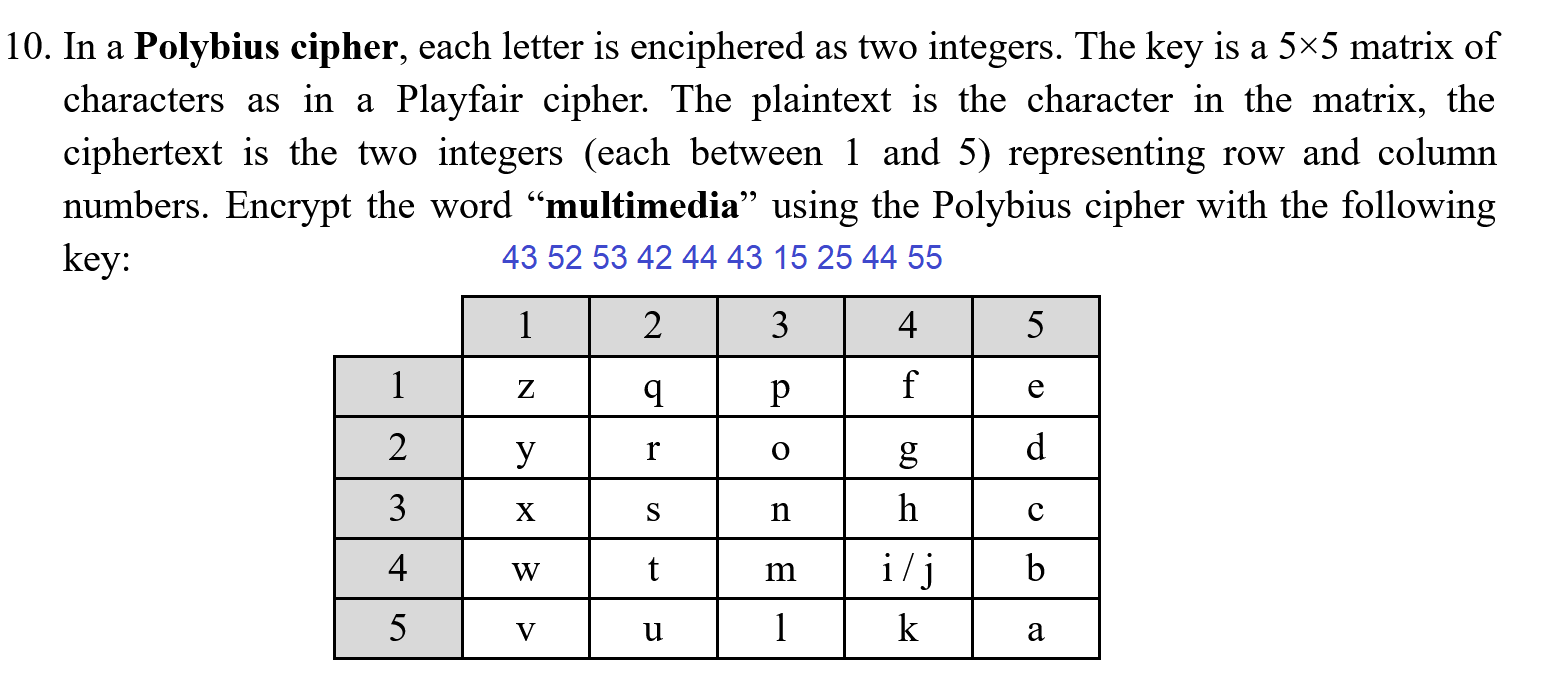 10. In a Polybius cipher, each letter is enciphered as two integers. The key is a 5×5 matrix of
characters as in a Playfair cipher. The plaintext is the character in the matrix, the
ciphertext is the two integers (each between 1 and 5) representing row and column
numbers. Encrypt the word “multimedia” using the Polybius cipher with the following
key: 43 52 53 42 44 43 15 25 44 55
1 2 3 4 5
1 z q p f e
2 y r o g d
3 x s n h c
4 w t m i / j b
5 v u l k a